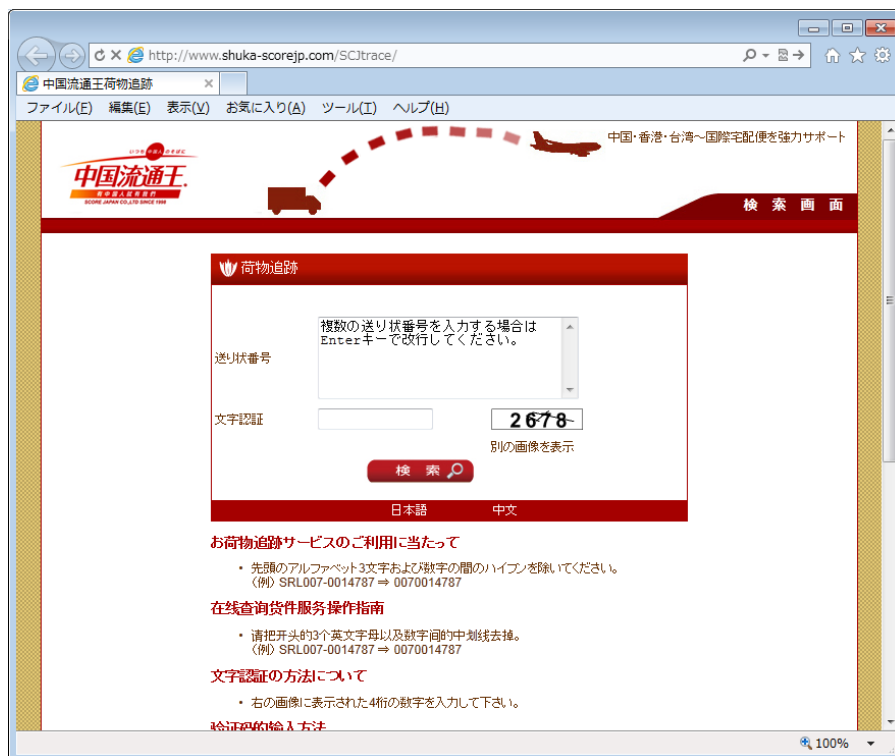 http://www.shuka-scorejp.com/SCJtrace/
中国流通王荷物追跡
ファイル(F) 編集(E) 表示(V) お気に入り(A) ツール(T) ヘルプ(H)
中国・香港・台湾～国際宅配便を強力サポート
中国流通王.
SCORE JAPAN CO.,LTD SINCE 1998
検索画面
荷物追跡
複数の送り状番号を入力する場合は
Enterキーで改行してください。
送り状番号
文字認証
2678
別の画像を表示
検 索
日本語 中文
お荷物追跡サービスのご利用に当たって
・ 先頭のアルファベット3文字および数字の間のハイフンを除いてください。
（例） SRL007-0014787 ⇒ 0070014787
在线查询货件服务操作指南
・ 请把开头的3个英文字母以及数字间的中划线去掉。
（例） SRL007-0014787 ⇒ 0070014787
文字認証の方法について
・ 右の画像に表示された4桁の数字を入力して下さい。
验证码的输入方法
100%